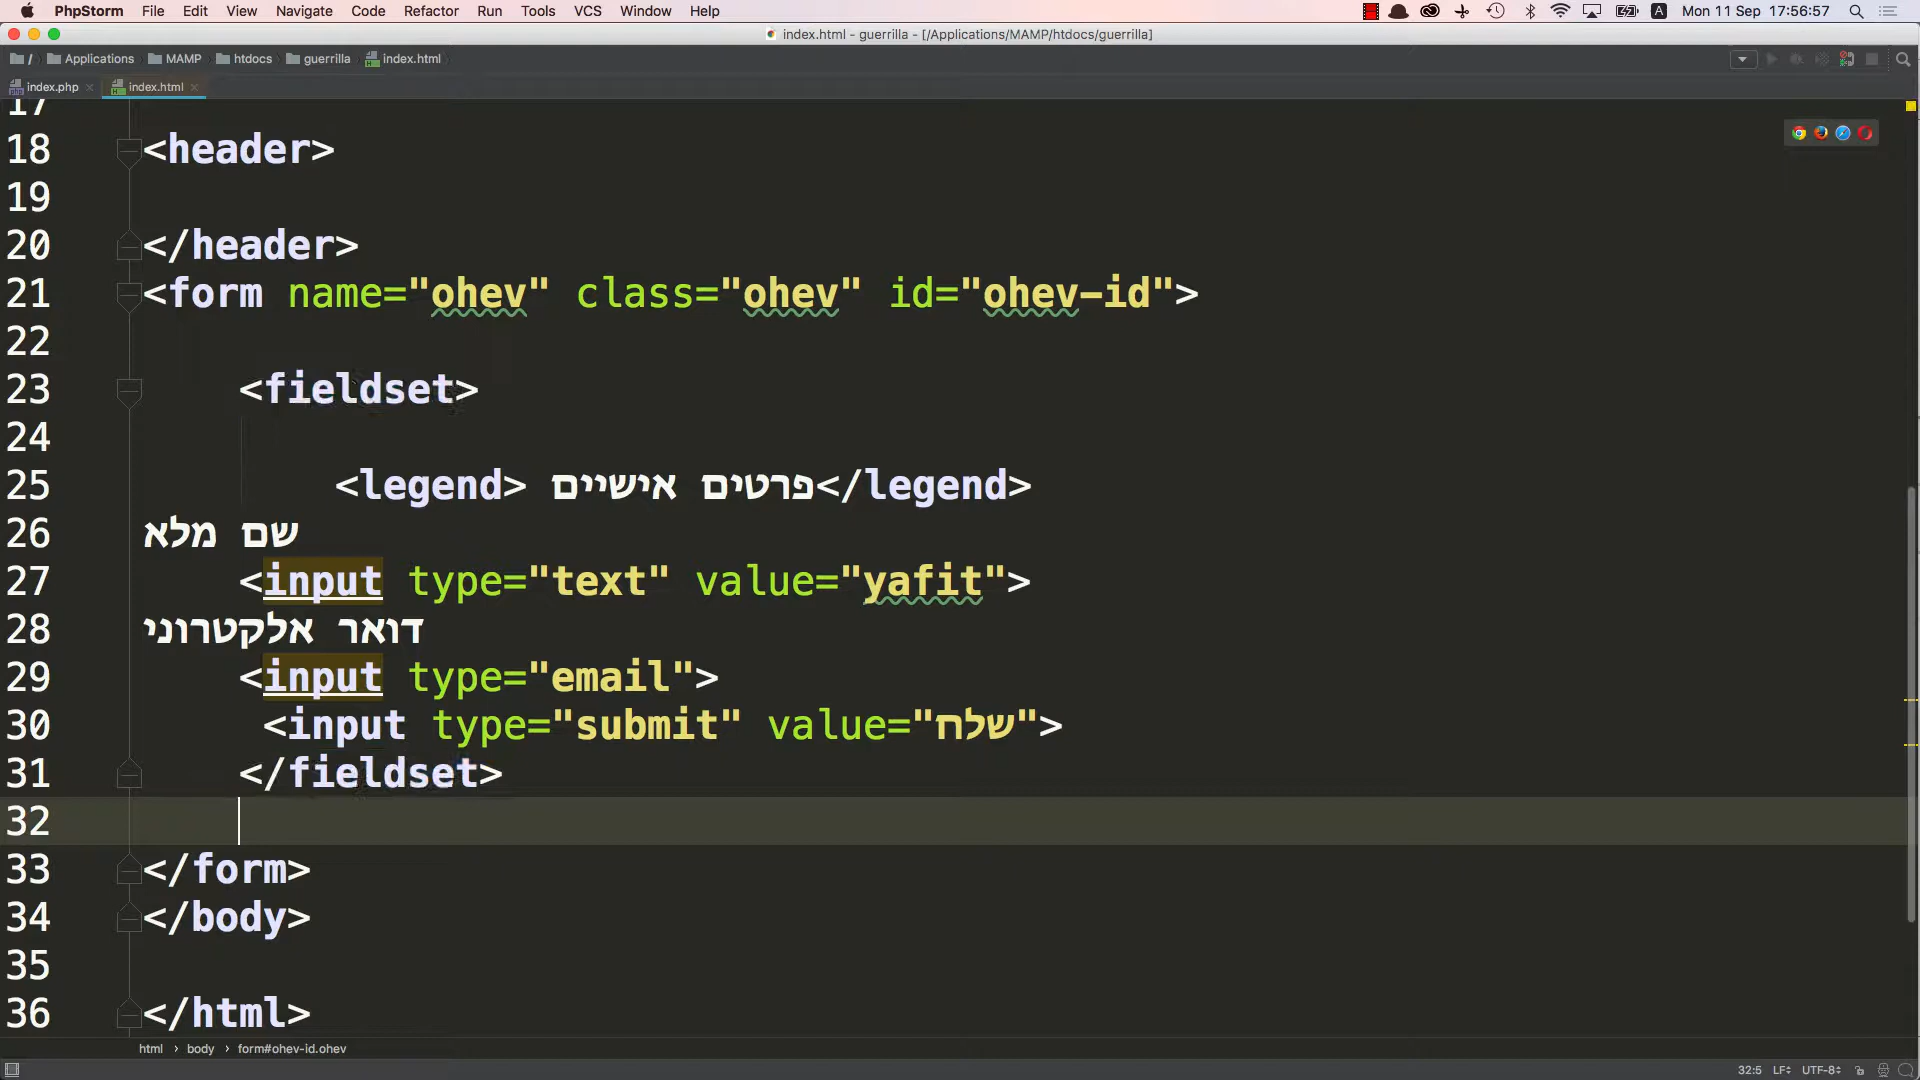 PhpStorm File Edit View Navigate Code Refactor Run Tools VCS Window Help Mon 11 Sep 17:56:57
index.html - guerrilla - [/Applications/MAMP/htdocs/guerrilla]
/ Applications MAMP htdocs guerrilla index.html
index.php index.html
17
18 <header>
19
20 </header>
21 <form name="ohev" class="ohev" id="ohev-id">
22
23 <fieldset>
24
25 <legend> פרטים אישיים</legend>
26 שם מלא
27 <input type="text" value="yafit">
28 דואר אלקטרוני
29 <input type="email">
30 <input type="submit" value="שלח">
31 </fieldset>
32
33 </form>
34 </body>
35
36 </html>
html › body › form#ohev-id.ohev
32:5 LF÷ UTF-8÷